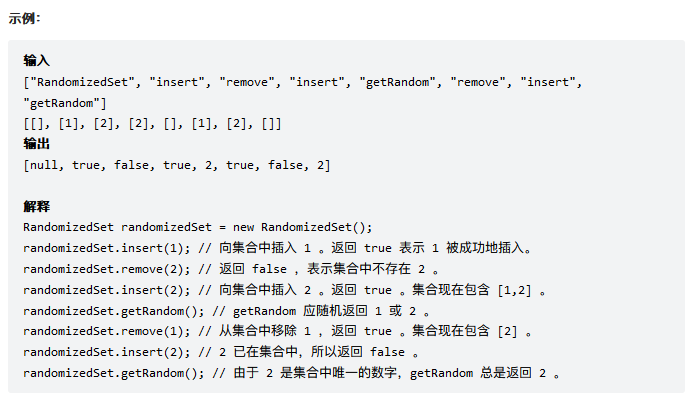 示例：
输入
["RandomizedSet", "insert", "remove", "insert", "getRandom", "remove", "insert",
"getRandom"]
[[], [1], [2], [2], [], [1], [2], []]
输出
[null, true, false, true, 2, true, false, 2]
解释
RandomizedSet randomizedSet = new RandomizedSet();
randomizedSet.insert(1); // 向集合中插入 1 。返回 true 表示 1 被成功地插入。
randomizedSet.remove(2); // 返回 false ，表示集合中不存在 2 。
randomizedSet.insert(2); // 向集合中插入 2 。返回 true 。集合现在包含 [1,2] 。
randomizedSet.getRandom(); // getRandom 应随机返回 1 或 2 。
randomizedSet.remove(1); // 从集合中移除 1 ，返回 true 。集合现在包含 [2] 。
randomizedSet.insert(2); // 2 已在集合中，所以返回 false 。
randomizedSet.getRandom(); // 由于 2 是集合中唯一的数字，getRandom 总是返回 2 。